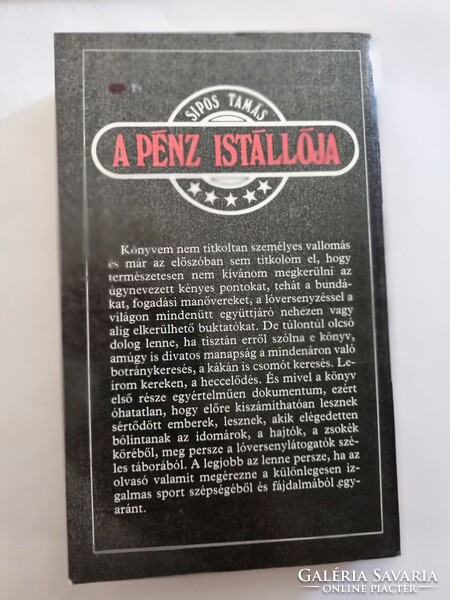 SIPOS TAMÁS
A PÉNZ ISTÁLLÓJA
Könyvem nem titkoltan személyes vallomás
és már az előszóban sem titkolom el, hogy
természetesen nem kívánom megkerülni az
úgynevezett kényes pontokat, tehát a bundá-
kat, fogadási manővereket, a lóversenyzéssel a
világon mindenütt együttjáró nehezen vagy
alig elkerülhető buktatókat. De túlontúl olcsó
dolog lenne, ha tisztán erről szólna e könyv,
amúgy is divatos manapság a mindenáron való
botránykeresés, a kákán is csomót keresés. Le-
írom kereken, a heccelődés. És mivel a könyv
első része egyértelműen dokumentum, ezért
óhatatlan, hogy előre kiszámíthatóan lesznek
sértődött emberek, lesznek, akik elégedetten
bólintanak az idomárok, a hajtók, a zsokék
köréből, meg persze a lóversenylátogatók szé-
les táborából. A legjobb az lenne persze, ha az
olvasó valamit megérezne a különlegesen iz-
galmas sport szépségéből és fájdalmából egy-
aránt.
GALÉRIA SAVARIA
ONLINE PIACTÉR